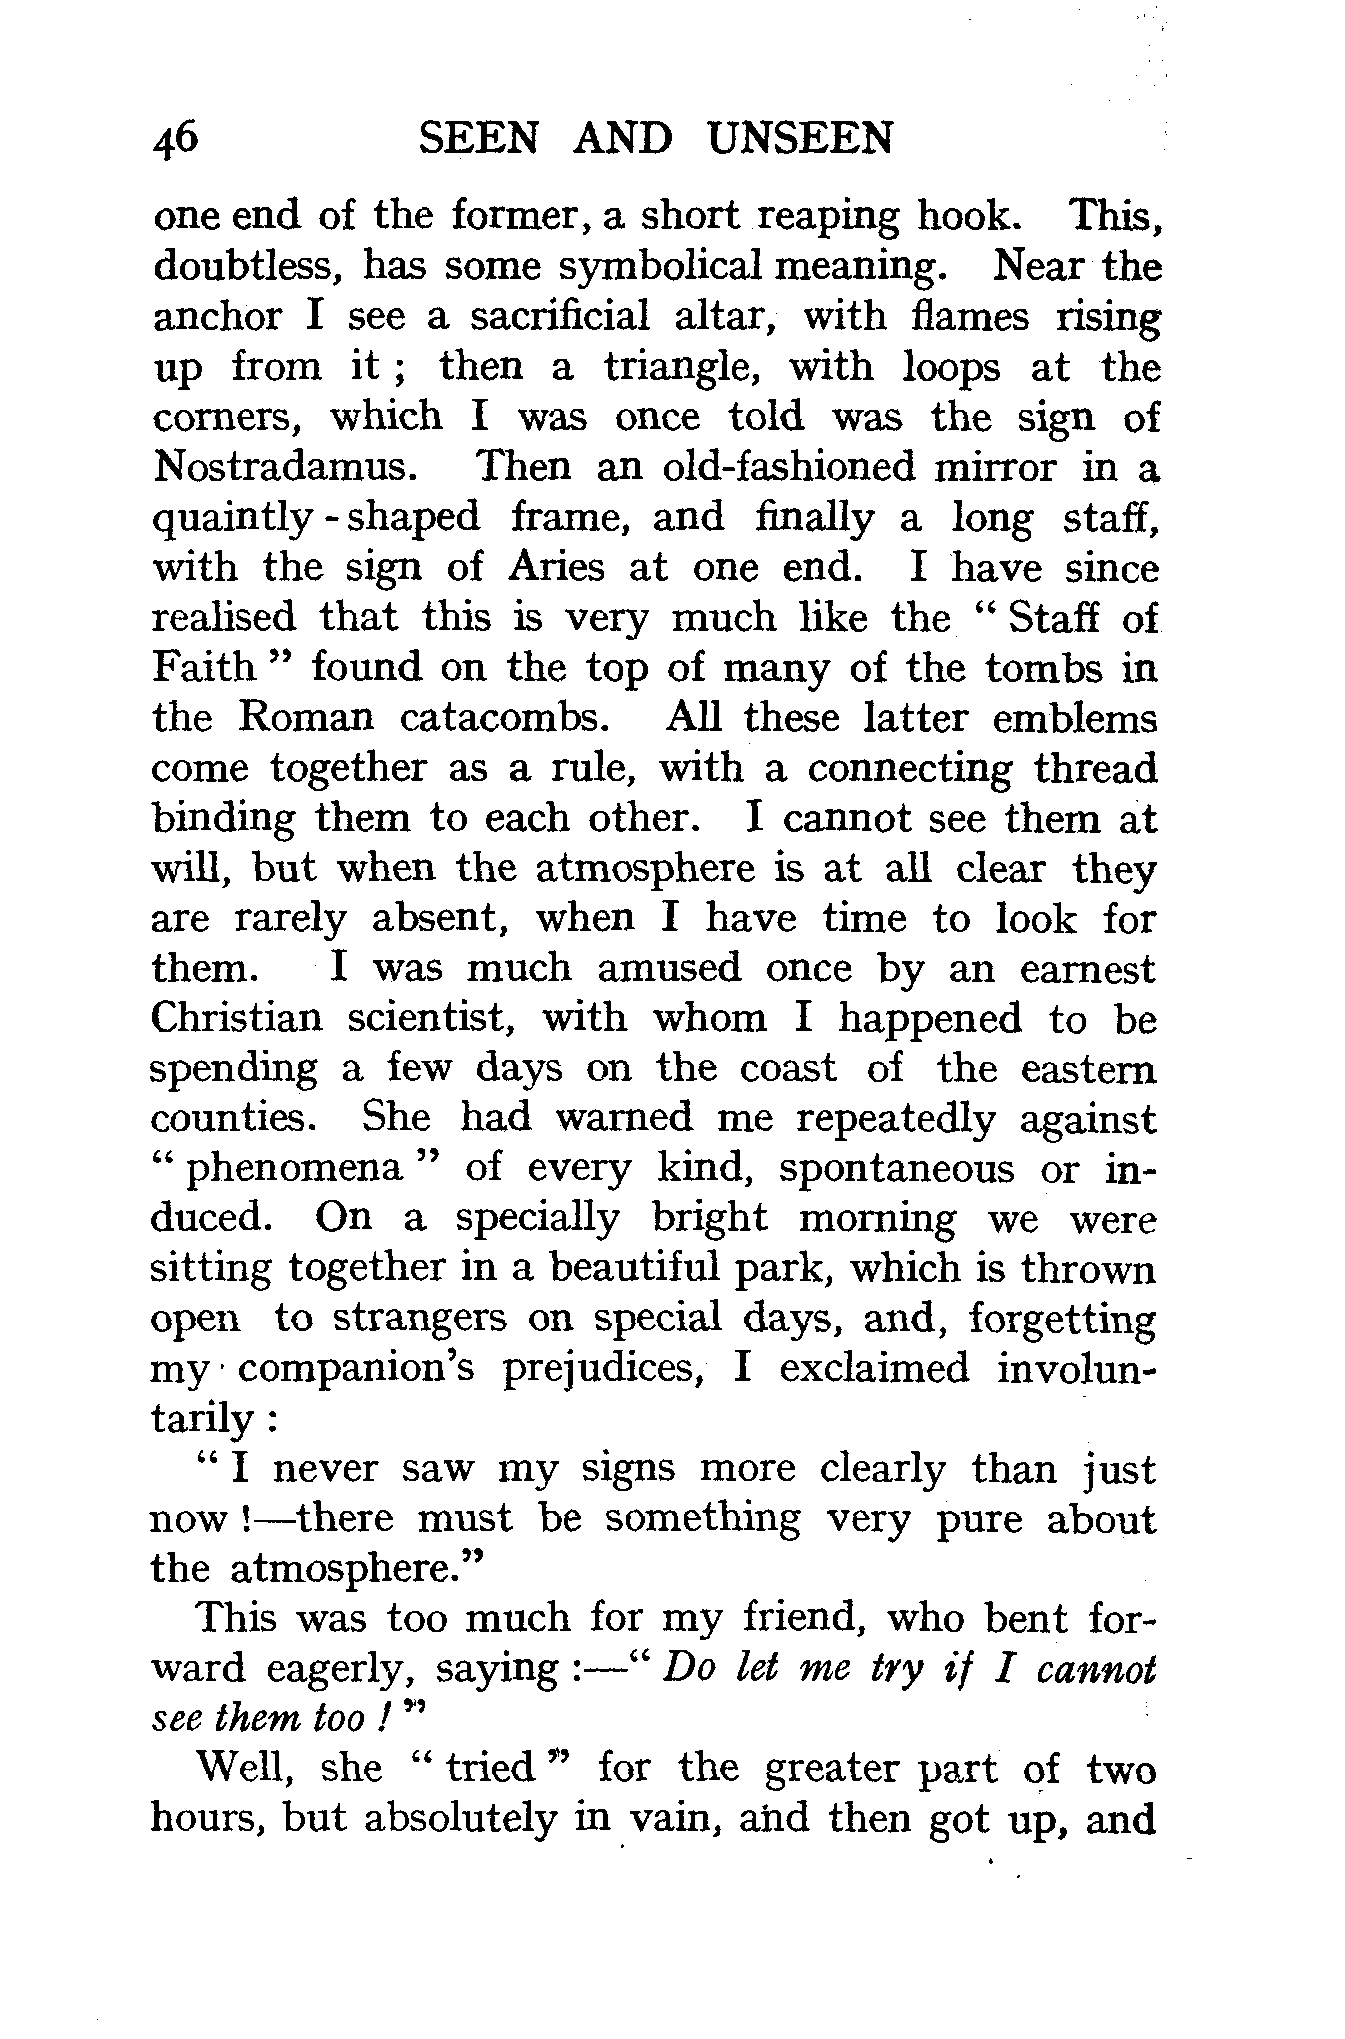 46 SEEN AND UNSEEN
one end of the former, a short reaping hook. This,
doubtless, has some symbolical meaning. Near the
anchor I see a sacrificial altar, with flames rising
up from it ; then a triangle, with loops at the
corners, which I was once told was the sign of
Nostradamus. Then an old-fashioned mirror in a
quaintly-shaped frame, and finally a long staff,
with the sign of Aries at one end. I have since
realised that this is very much like the “ Staff of
Faith ” found on the top of many of the tombs in
the Roman catacombs. All these latter emblems
come together as a rule, with a connecting thread
binding them to each other. I cannot see them at
will, but when the atmosphere is at all clear they
are rarely absent, when I have time to look for
them. I was much amused once by an earnest
Christian scientist, with whom I happened to be
spending a few days on the coast of the eastern
counties. She had warned me repeatedly against
“ phenomena ” of every kind, spontaneous or in-
duced. On a specially bright morning we were
sitting together in a beautiful park, which is thrown
open to strangers on special days, and, forgetting
my companion’s prejudices, I exclaimed involun-
tarily :
“ I never saw my signs more clearly than just
now !—there must be something very pure about
the atmosphere.”
This was too much for my friend, who bent for-
ward eagerly, saying :—“ Do let me try if I cannot
see them too ! ”
Well, she “ tried ” for the greater part of two
hours, but absolutely in vain, and then got up, and